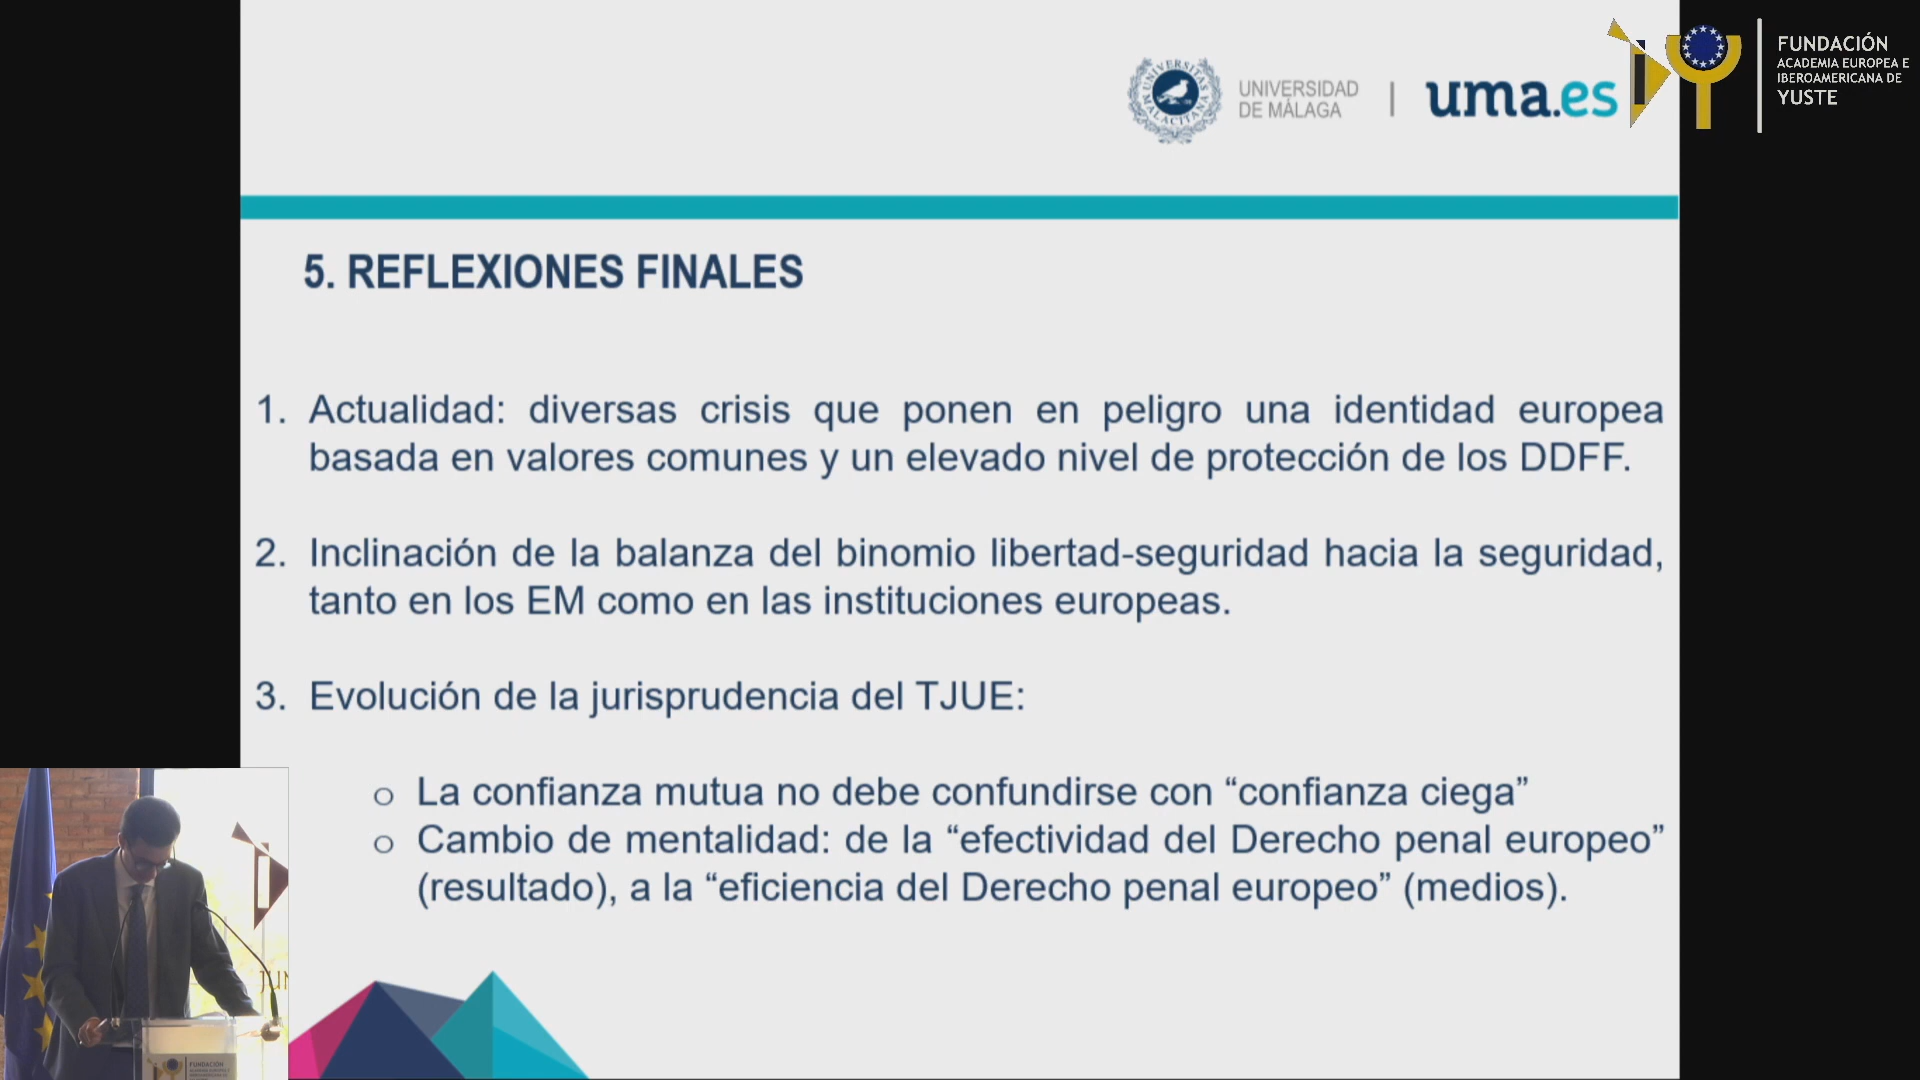 UNIVERSITAS MALACITANA
UNIVERSIDAD
DE MÁLAGA
uma.es
FUNDACIÓN
ACADEMIA EUROPEA E
IBEROAMERICANA DE
YUSTE
5. REFLEXIONES FINALES
1. Actualidad: diversas crisis que ponen en peligro una identidad europea
basada en valores comunes y un elevado nivel de protección de los DDFF.
2. Inclinación de la balanza del binomio libertad-seguridad hacia la seguridad,
tanto en los EM como en las instituciones europeas.
3. Evolución de la jurisprudencia del TJUE:
o La confianza mutua no debe confundirse con “confianza ciega”
o Cambio de mentalidad: de la “efectividad del Derecho penal europeo”
(resultado), a la “eficiencia del Derecho penal europeo” (medios).
FUNDACIÓN